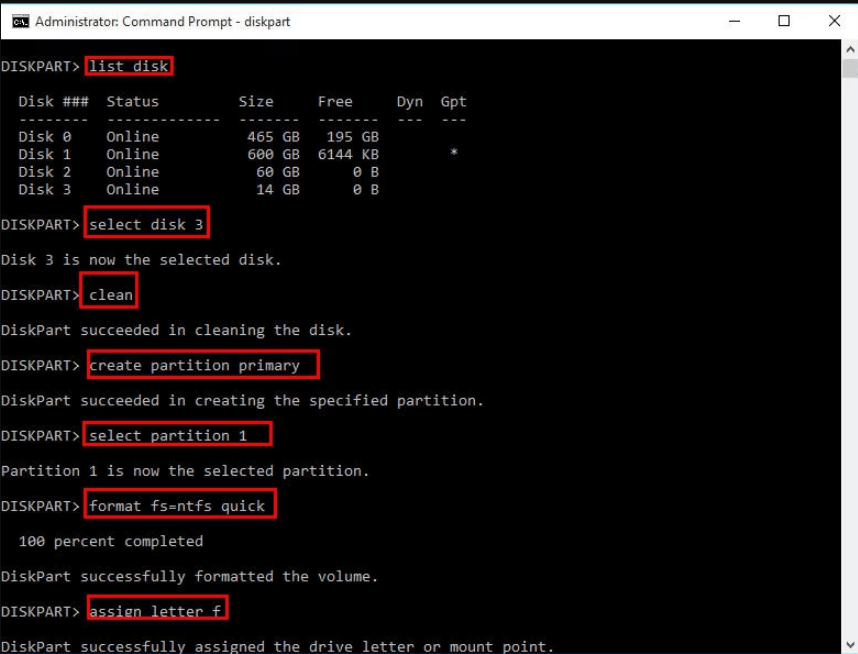 Administrator: Command Prompt - diskpart
DISKPART> list disk
Disk ###  Status         Size     Free     Dyn  Gpt
--------  -------------  -------  -------  ---  ---
Disk 0    Online          465 GB   195 GB
Disk 1    Online          600 GB  6144 KB        *
Disk 2    Online           60 GB      0 B
Disk 3    Online           14 GB      0 B
DISKPART> select disk 3
Disk 3 is now the selected disk.
DISKPART> clean
DiskPart succeeded in cleaning the disk.
DISKPART> create partition primary
DiskPart succeeded in creating the specified partition.
DISKPART> select partition 1
Partition 1 is now the selected partition.
DISKPART> format fs=ntfs quick
100 percent completed
DiskPart successfully formatted the volume.
DISKPART> assign letter f
DiskPart successfully assigned the drive letter or mount point.